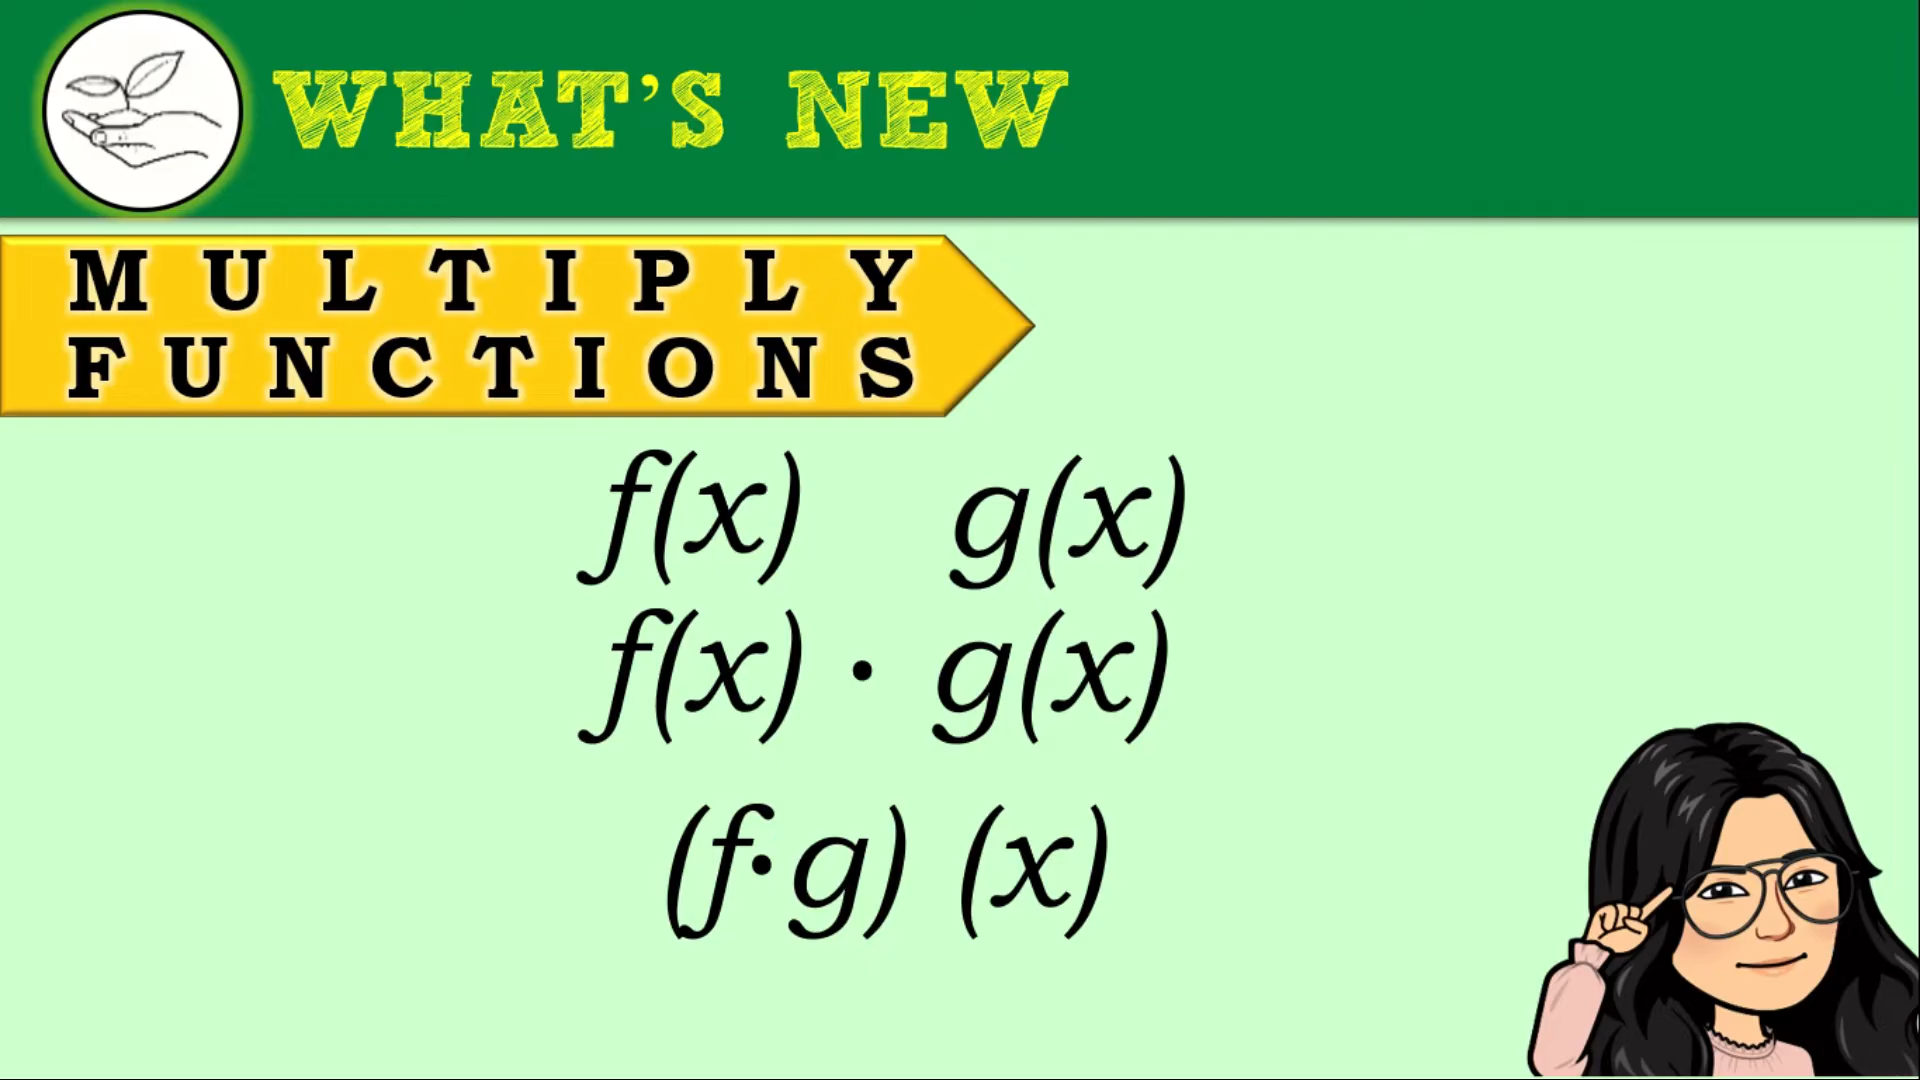 WHAT'S NEW
MULTIPLY
FUNCTIONS
f(x) g(x)
f(x) · g(x)
(f·g) (x)